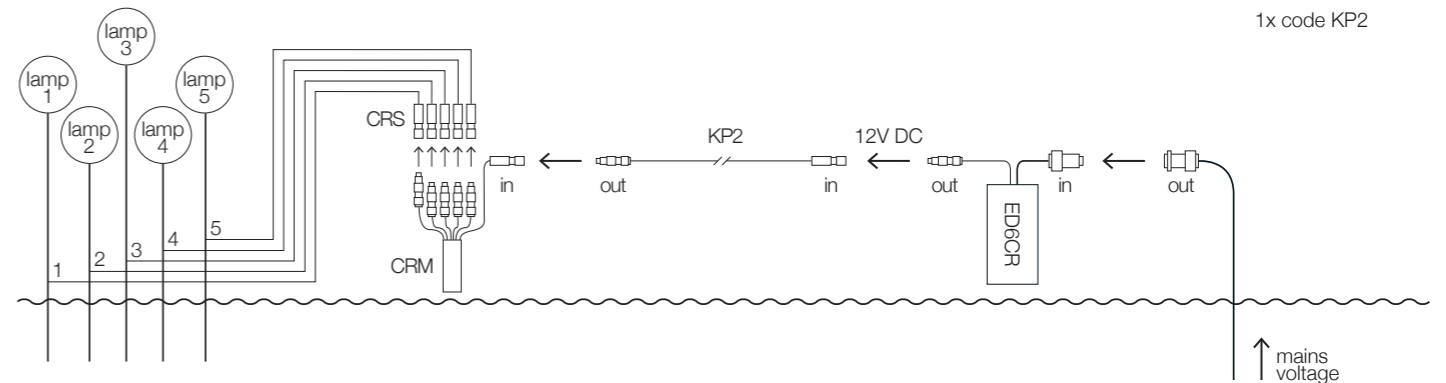 1x code KP2
lamp
3
lamp
1
lamp
5
lamp
2
lamp
4
CRS
KP2
12V DC
in
out
in
out
in
out
ED6CR
5
4
3
2
1
CRM
mains
voltage